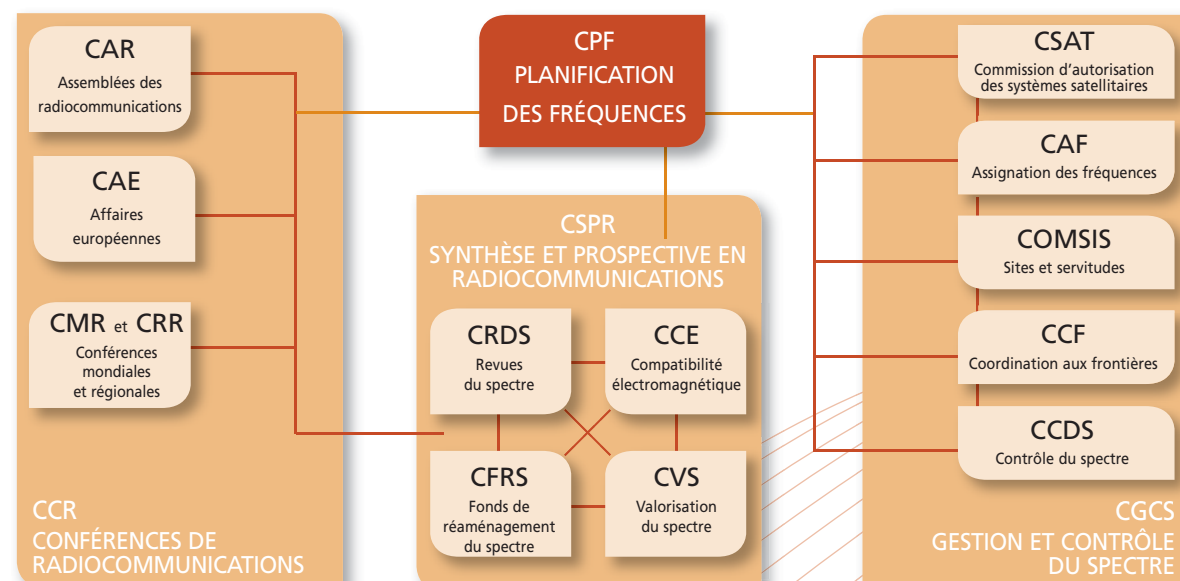 CAR
Assemblées des
radiocommunications
CAE
Affaires
européennes
CMR et CRR
Conférences
mondiales
et régionales
CCR
CONFÉRENCES DE
RADIOCOMMUNICATIONS
CPF
PLANIFICATION
DES FRÉQUENCES
CSPR
SYNTHÈSE ET PROSPECTIVE EN
RADIOCOMMUNICATIONS
CRDS
Revues
du spectre
CCE
Compatibilité
électromagnétique
CFRS
Fonds de
réaménagement
du spectre
CVS
Valorisation
du spectre
CSAT
Commission d'autorisation
des systèmes satellitaires
CAF
Assignation des fréquences
COMSIS
Sites et servitudes
CCF
Coordination aux frontières
CCDS
Contrôle du spectre
CGCS
GESTION ET CONTRÔLE
DU SPECTRE